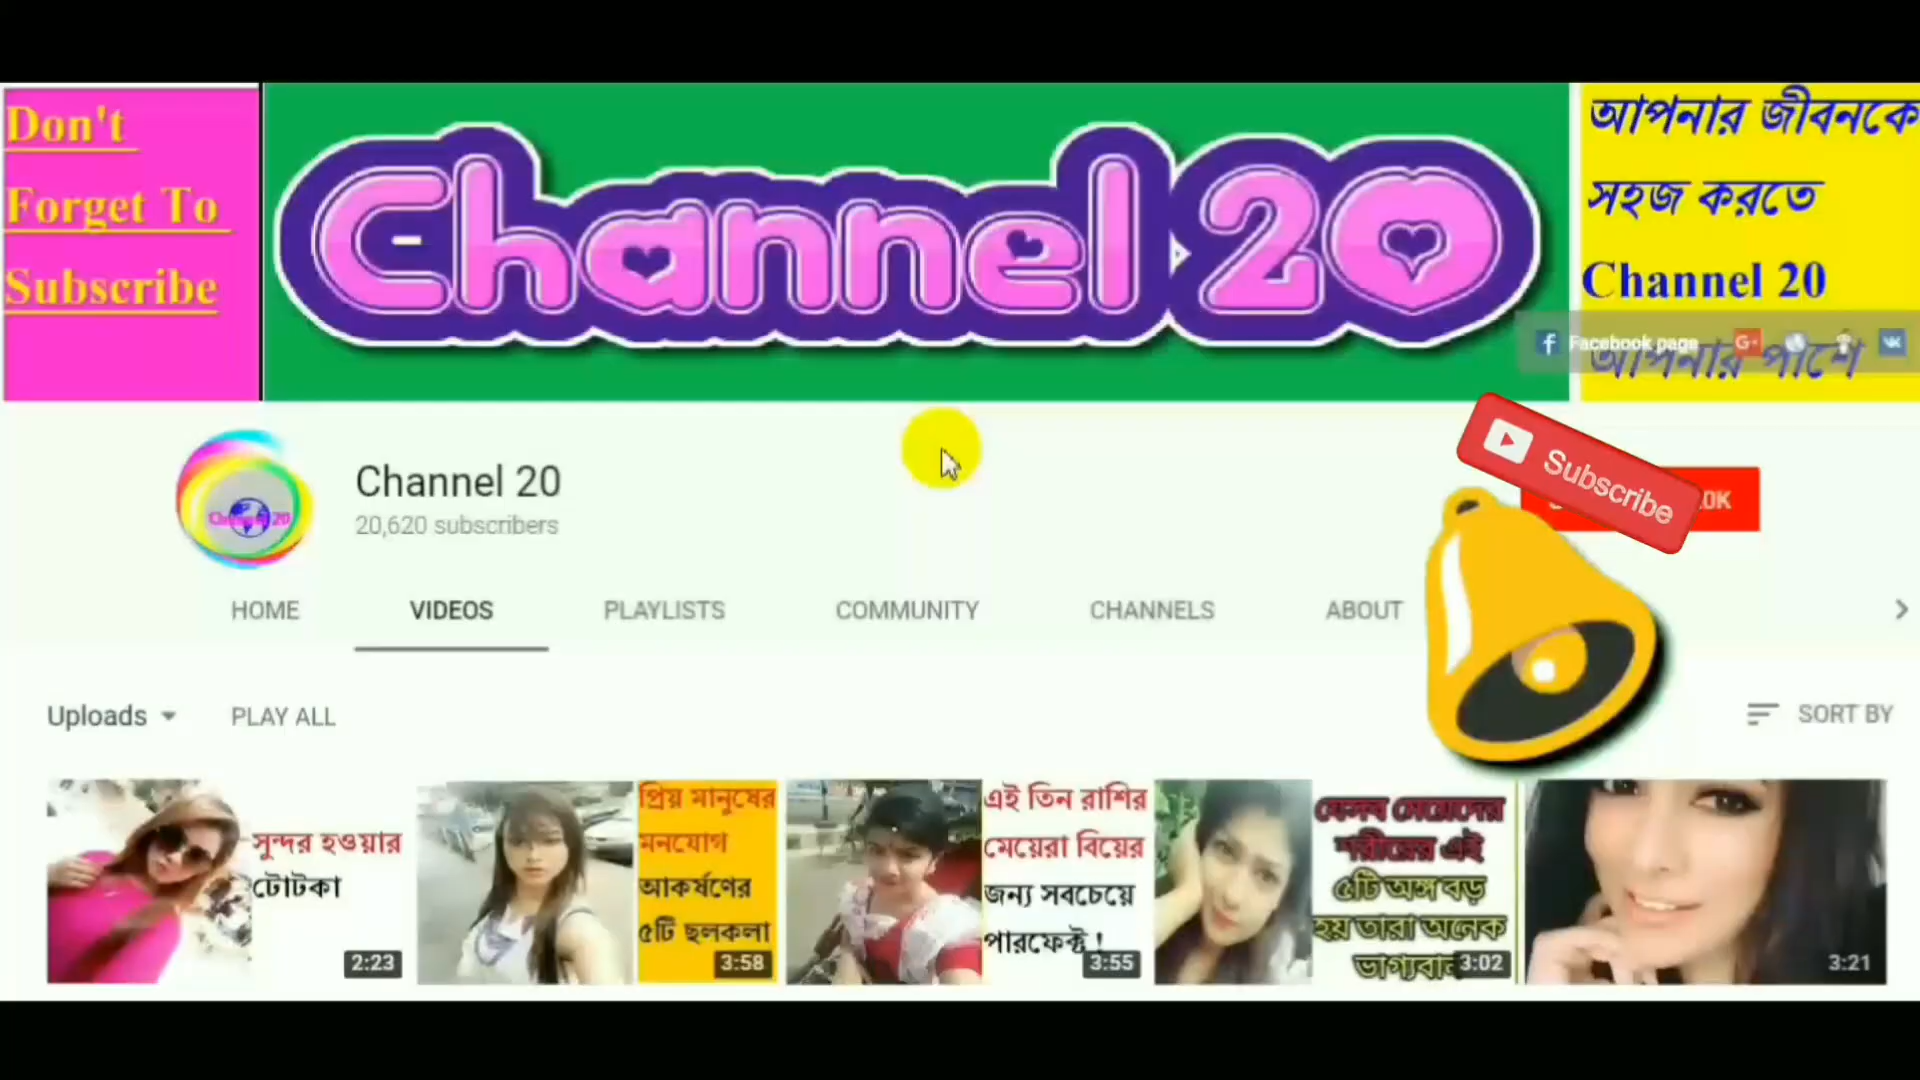 Don't
Forget To
Subscribe
Channel 20
আপনার জীবনকে
সহজ করতে
Channel 20
আপনার পাশে
Facebook page
Channel 20
20,620 subscribers
Subscribe
HOME
VIDEOS
PLAYLISTS
COMMUNITY
CHANNELS
ABOUT
Uploads
PLAY ALL
SORT BY
সুন্দর হওয়ার
টোটকা
2:23
প্রিয় মানুষের
মনযোগ
আকর্ষণের
৫টি ছলকলা
3:58
এই তিন রাশির
মেয়েরা বিয়ের
জন্য সবচেয়ে
পারফেক্ট !
3:55
যেসব মেয়েদের
শরীরের এই
৫টি অঙ্গ বড়
হয় তারা অনেক
ভাগ্যবান
3:02
3:21